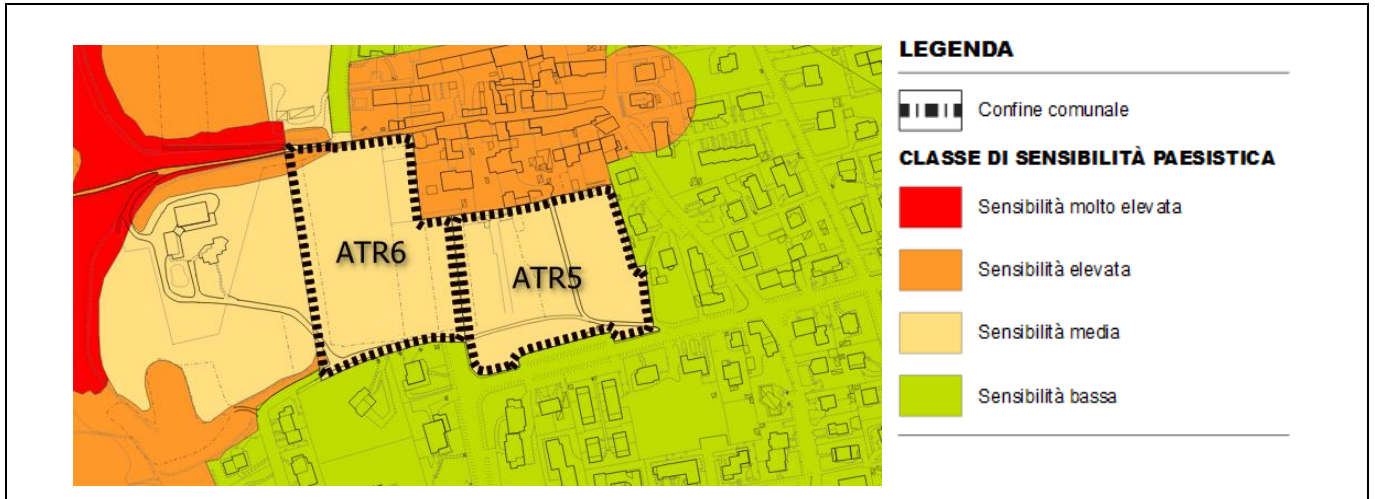 LEGENDA
Confine comunale
CLASSE DI SENSIBILITÀ PAESISTICA
Sensibilità molto elevata
Sensibilità elevata
Sensibilità media
Sensibilità bassa
ATR6
ATR5